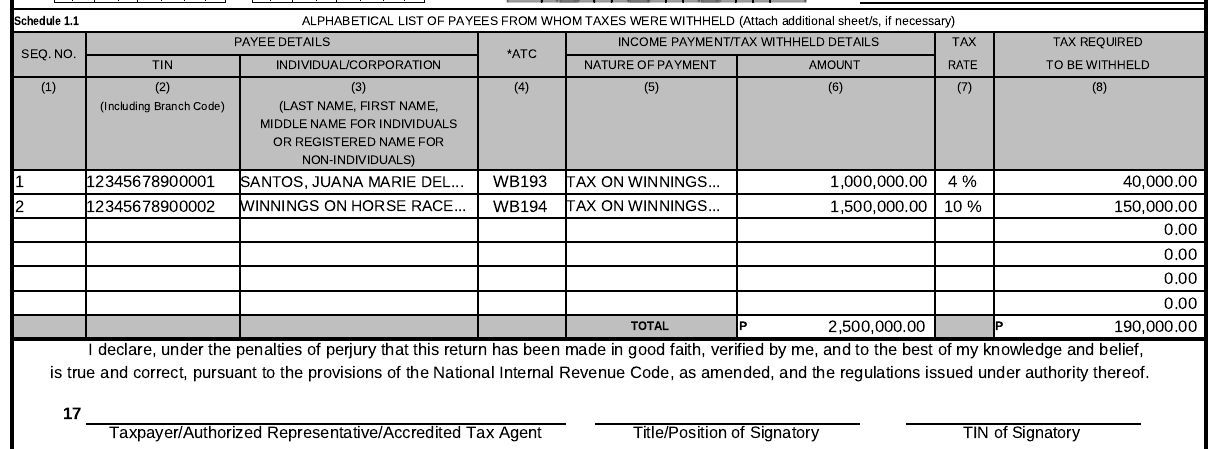 Schedule 1.1 ALPHABETICAL LIST OF PAYEES FROM WHOM TAXES WERE WITHHELD (Attach additional sheet/s, if necessary)
SEQ. NO. PAYEE DETAILS *ATC INCOME PAYMENT/TAX WITHHELD DETAILS TAX RATE TAX REQUIRED TO BE WITHHELD
TIN INDIVIDUAL/CORPORATION NATURE OF PAYMENT AMOUNT
(1) (2) (3) (4) (5) (6) (7) (8)
(Including Branch Code) (LAST NAME, FIRST NAME,
MIDDLE NAME FOR INDIVIDUALS
OR REGISTERED NAME FOR
NON-INDIVIDUALS)
1 12345678900001 SANTOS, JUANA MARIE DEL... WB193 TAX ON WINNINGS... 1,000,000.00 4 % 40,000.00
2 12345678900002 WINNINGS ON HORSE RACE... WB194 TAX ON WINNINGS... 1,500,000.00 10 % 150,000.00
0.00
0.00
0.00
0.00
TOTAL P 2,500,000.00 P 190,000.00
I declare, under the penalties of perjury that this return has been made in good faith, verified by me, and to the best of my knowledge and belief,
is true and correct, pursuant to the provisions of the National Internal Revenue Code, as amended, and the regulations issued under authority thereof.
17
Taxpayer/Authorized Representative/Accredited Tax Agent Title/Position of Signatory TIN of Signatory